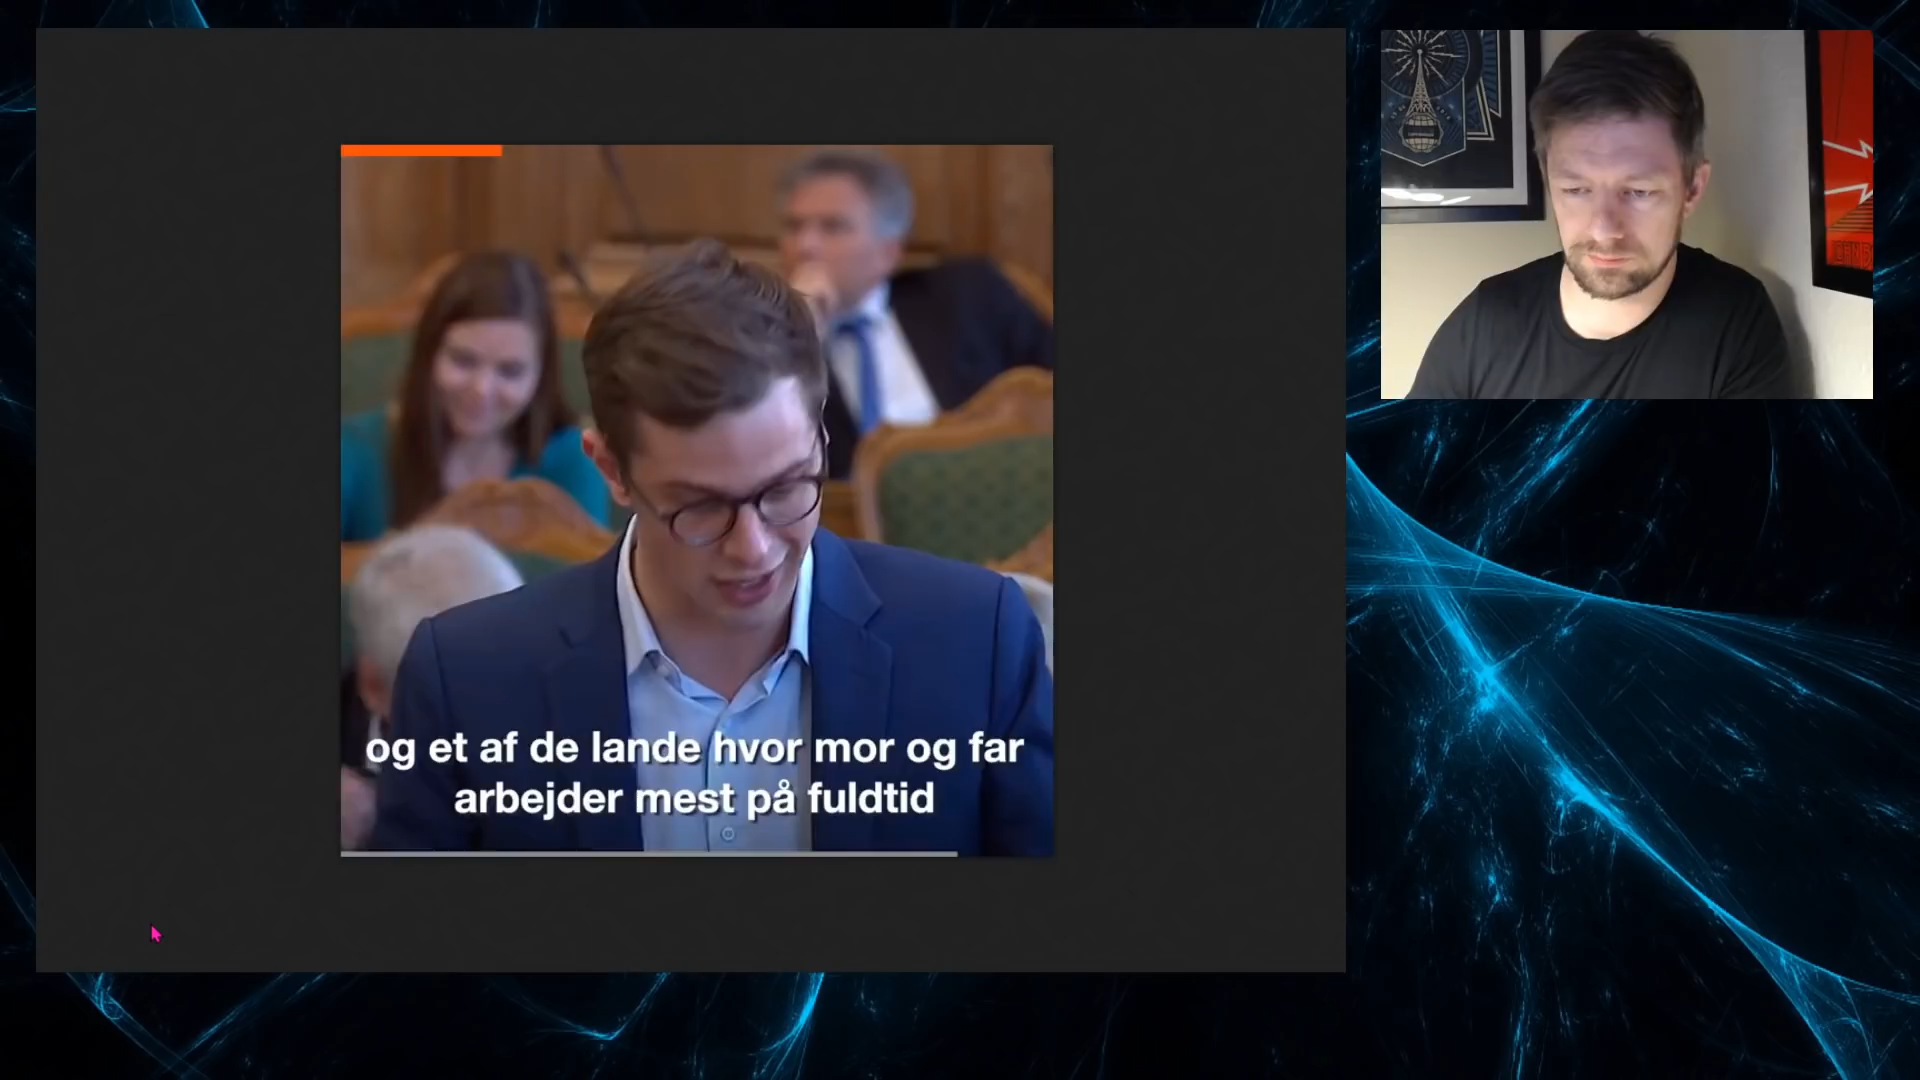 og et af de lande hvor mor og far
arbejder mest på fuldtid